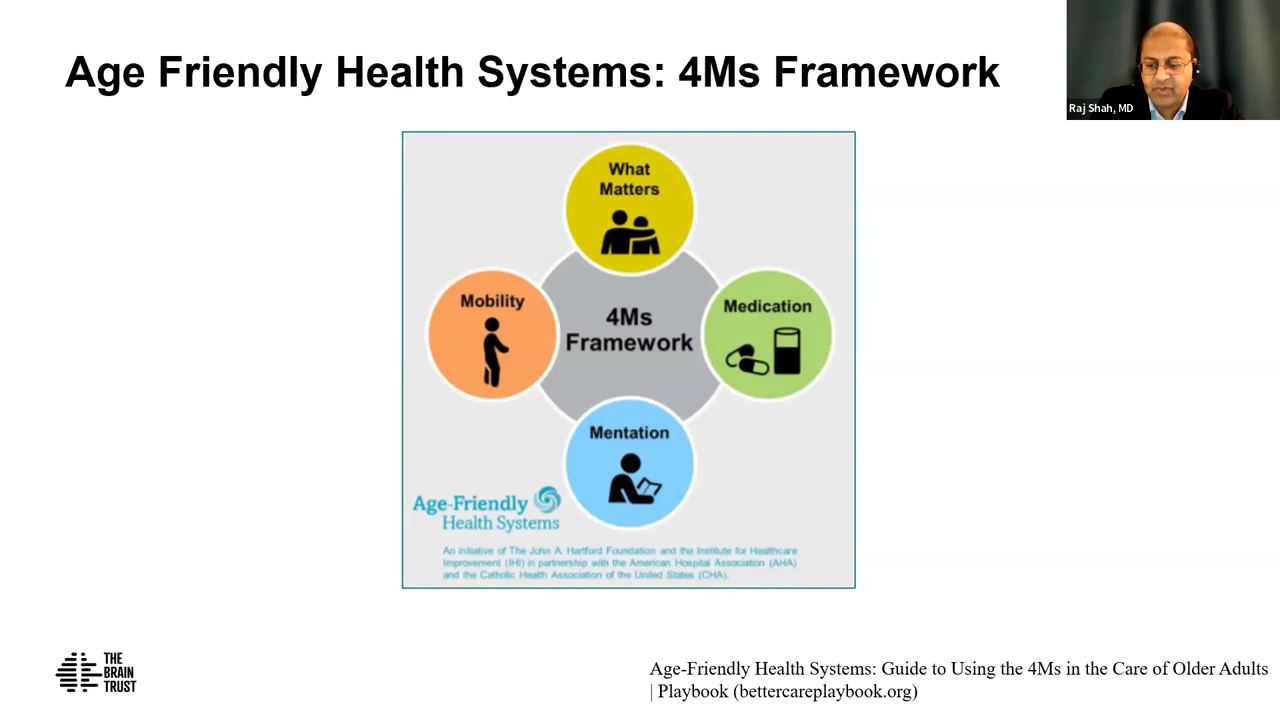 Age Friendly Health Systems: 4Ms Framework
Raj Shah, MD
What
Matters
Mobility
4Ms
Framework
Medication
Mentation
Age-Friendly
Health Systems
An initiative of The John A. Hartford Foundation and the Institute for Healthcare
Improvement (IHI) in partnership with the American Hospital Association (AHA)
and the Catholic Health Association of the United States (CHA).
THE
BRAIN
TRUST
Age-Friendly Health Systems: Guide to Using the 4Ms in the Care of Older Adults
| Playbook (bettercareplaybook.org)